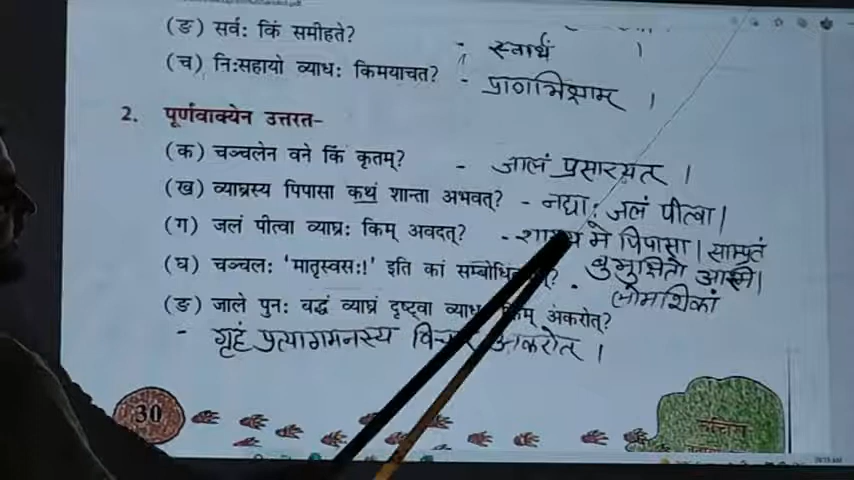 (ङ) सर्वः किं समीहते? - स्वार्थं ।
(च) निःसहायो व्याधः किमयाचत? - प्राणभिक्षाम् ।
2. पूर्णवाक्येन उत्तरत–
(क) चञ्चलेन वने किं कृतम्? - जालं प्रसारयत् ।
(ख) व्याघ्रस्य पिपासा कथं शान्ता अभवत्? - नद्याः जलं पीत्वा ।
(ग) जलं पीत्वा व्याघ्रः किम् अवदत्? - मे पिपासा । साम्प्रतं
बुभुक्षितो अस्मि ।
(घ) चञ्चलः 'मातृस्वसः!' इति कां ? - लोमशिकां
(ङ) जाले पुनः बद्धं व्याघ्रं दृष्ट्वा व्याधः किम् अकरोत्?
- गृहं प्रत्यागमनस्य अकरोत् ।
30